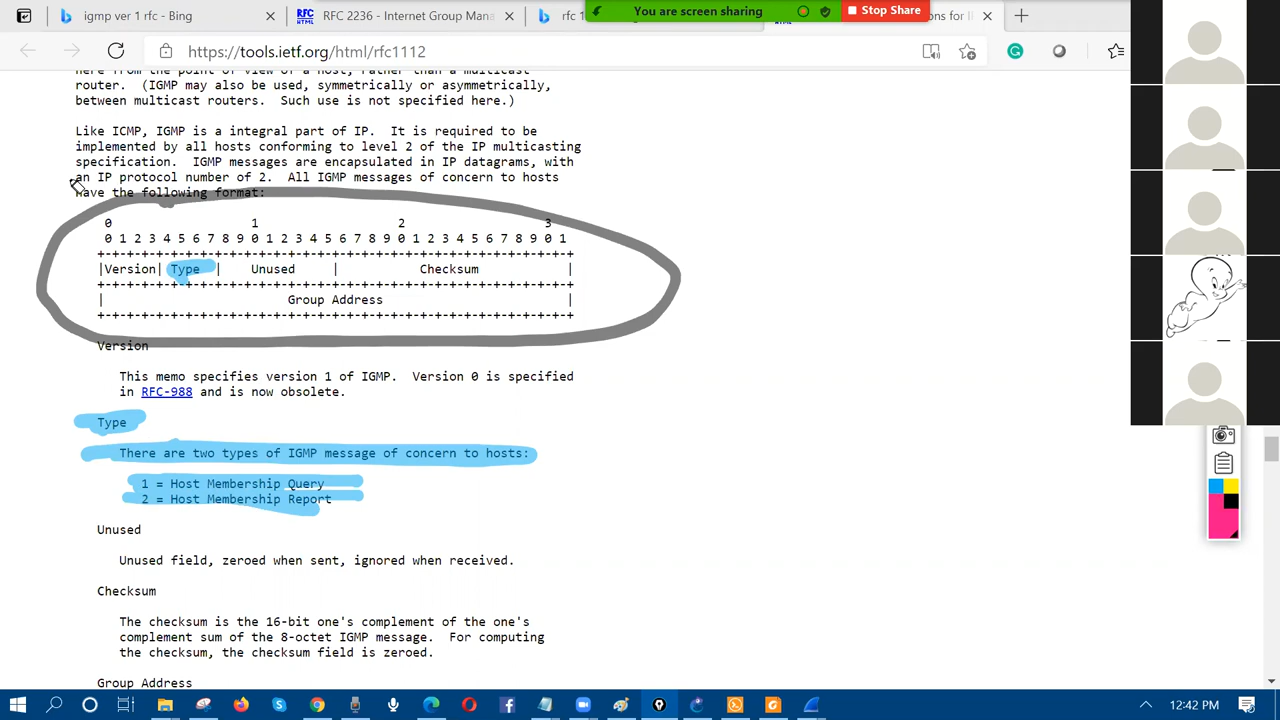 igmp ver 1 rfc - Bing
RFC 2236 - Internet Group Mana
rfc 1
ons for I
You are screen sharing
Stop Share
https://tools.ietf.org/html/rfc1112
here from the point of view of a host, rather than a multicast
router.  (IGMP may also be used, symmetrically or asymmetrically,
between multicast routers.  Such use is not specified here.)
Like ICMP, IGMP is a integral part of IP.  It is required to be
implemented by all hosts conforming to level 2 of the IP multicasting
specification.  IGMP messages are encapsulated in IP datagrams, with
an IP protocol number of 2.  All IGMP messages of concern to hosts
have the following format:
0                   1                   2                   3
0 1 2 3 4 5 6 7 8 9 0 1 2 3 4 5 6 7 8 9 0 1 2 3 4 5 6 7 8 9 0 1
+-+-+-+-+-+-+-+-+-+-+-+-+-+-+-+-+-+-+-+-+-+-+-+-+-+-+-+-+-+-+-+-+
|Version| Type  |    Unused     |           Checksum            |
+-+-+-+-+-+-+-+-+-+-+-+-+-+-+-+-+-+-+-+-+-+-+-+-+-+-+-+-+-+-+-+-+
|                         Group Address                         |
+-+-+-+-+-+-+-+-+-+-+-+-+-+-+-+-+-+-+-+-+-+-+-+-+-+-+-+-+-+-+-+-+
Version
This memo specifies version 1 of IGMP.  Version 0 is specified
in RFC-988 and is now obsolete.
Type
There are two types of IGMP message of concern to hosts:
1 = Host Membership Query
2 = Host Membership Report
Unused
Unused field, zeroed when sent, ignored when received.
Checksum
The checksum is the 16-bit one's complement of the one's
complement sum of the 8-octet IGMP message.  For computing
the checksum, the checksum field is zeroed.
Group Address
12:42 PM